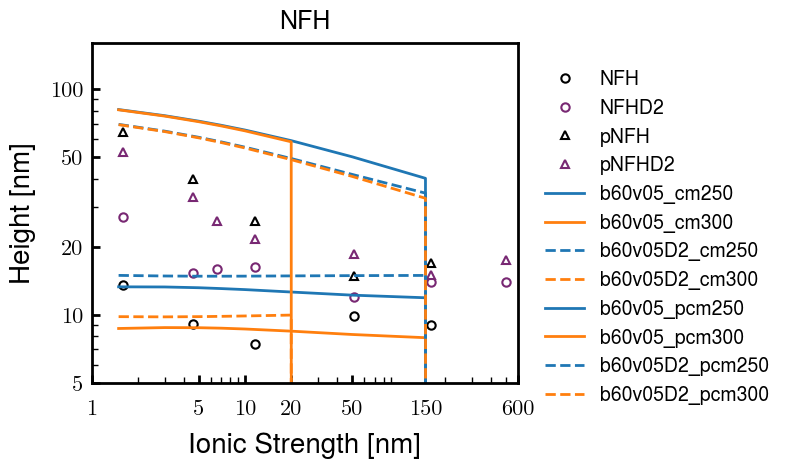 NFH
Height [nm]
100
50
20
10
5
1 5 10 20 50 150 600
Ionic Strength [nm]
NFH
NFHD2
pNFH
pNFHD2
b60v05_cm250
b60v05_cm300
b60v05D2_cm250
b60v05D2_cm300
b60v05_pcm250
b60v05_pcm300
b60v05D2_pcm250
b60v05D2_pcm300